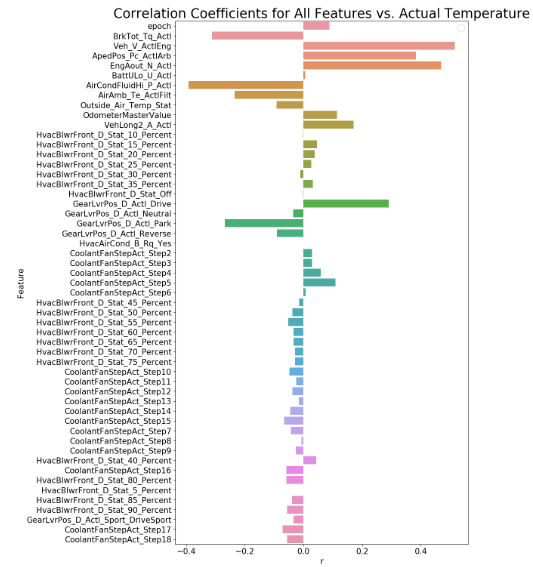 Correlation Coefficients for All Features vs. Actual Temperature
epoch
BrkTot_Tq_Actl
Veh_V_ActlEng
ApedPos_Pc_ActlArb
EngAout_N_Actl
BattULo_U_Actl
AirCondFluidHi_P_Actl
AirAmb_Te_ActlFilt
Outside_Air_Temp_Stat
OdometerMasterValue
VehLong2_A_Actl
HvacBlwrFront_D_Stat_10_Percent
HvacBlwrFront_D_Stat_15_Percent
HvacBlwrFront_D_Stat_20_Percent
HvacBlwrFront_D_Stat_25_Percent
HvacBlwrFront_D_Stat_30_Percent
HvacBlwrFront_D_Stat_35_Percent
HvacBlwrFront_D_Stat_Off
GearLvrPos_D_Actl_Drive
GearLvrPos_D_Actl_Neutral
GearLvrPos_D_Actl_Park
GearLvrPos_D_Actl_Reverse
HvacAirCond_B_Rq_Yes
CoolantFanStepAct_Step2
CoolantFanStepAct_Step3
CoolantFanStepAct_Step4
CoolantFanStepAct_Step5
CoolantFanStepAct_Step6
HvacBlwrFront_D_Stat_45_Percent
HvacBlwrFront_D_Stat_50_Percent
HvacBlwrFront_D_Stat_55_Percent
HvacBlwrFront_D_Stat_60_Percent
HvacBlwrFront_D_Stat_65_Percent
HvacBlwrFront_D_Stat_70_Percent
HvacBlwrFront_D_Stat_75_Percent
CoolantFanStepAct_Step10
CoolantFanStepAct_Step11
CoolantFanStepAct_Step12
CoolantFanStepAct_Step13
CoolantFanStepAct_Step14
CoolantFanStepAct_Step15
CoolantFanStepAct_Step7
CoolantFanStepAct_Step8
CoolantFanStepAct_Step9
HvacBlwrFront_D_Stat_40_Percent
CoolantFanStepAct_Step16
HvacBlwrFront_D_Stat_80_Percent
HvacBlwrFront_D_Stat_5_Percent
HvacBlwrFront_D_Stat_85_Percent
HvacBlwrFront_D_Stat_90_Percent
GearLvrPos_D_Actl_Sport_DriveSport
CoolantFanStepAct_Step17
CoolantFanStepAct_Step18
Feature
−0.4 −0.2 0.0 0.2 0.4
r